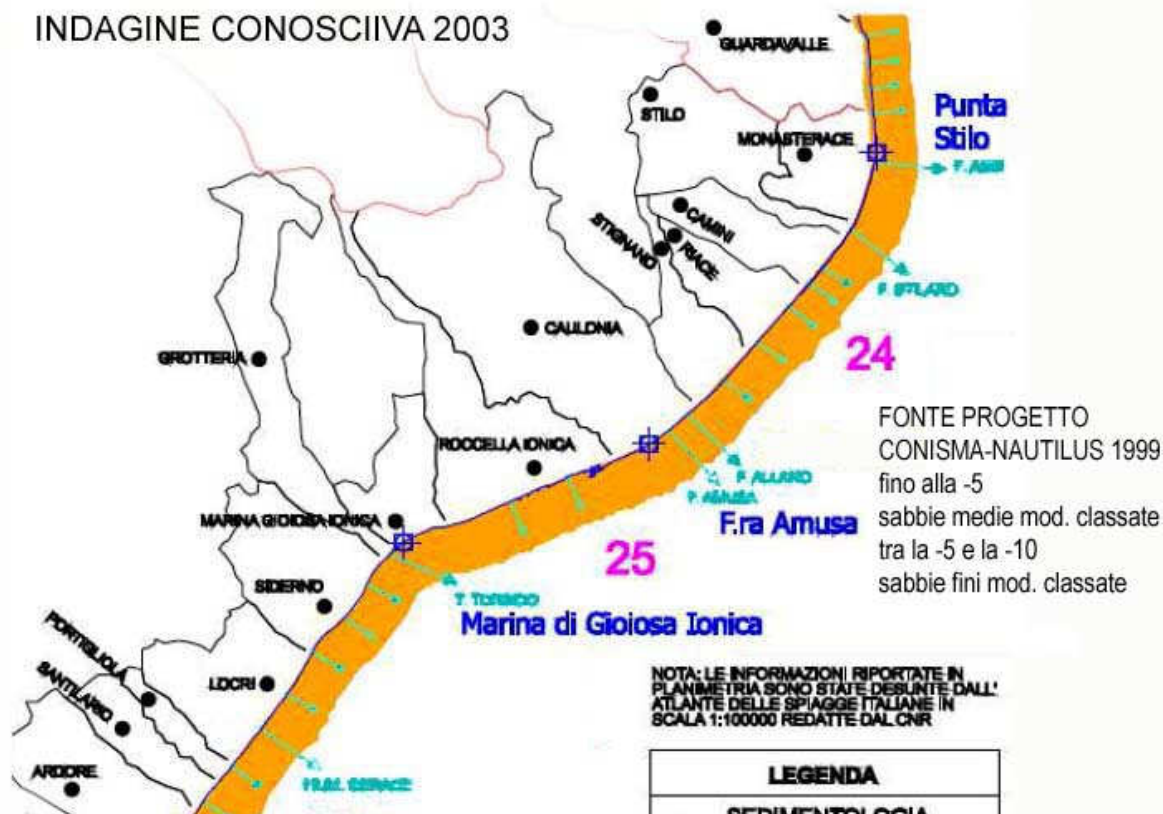 INDAGINE CONOSCIIVA 2003
GUARDAVALLE
STILO
Punta
Stilo
MONASTERACE
CAMINI
STIGNANO
RIACE
F. STILARO
CAULONIA
GROTTERIA
24
FONTE PROGETTO
CONISMA-NAUTILUS 1999
fino alla -5
sabbie medie mod. classate
tra la -5 e la -10
sabbie fini mod. classate
ROCCELLA IONICA
F. ALLARO
F. AMUSA
F.ra Amusa
MARINA GIOIOSA IONICA
25
SIDERNO
T. TORBIDO
Marina di Gioiosa Ionica
PORTIGLIOLA
SANT'ILARIO
LOCRI
ARDORE
NOTA: LE INFORMAZIONI RIPORTATE IN
PLANIMETRIA SONO STATE DESUNTE DALL'
ATLANTE DELLE SPIAGGE ITALIANE IN
SCALA 1:100000 REDATTE DAL CNR
LEGENDA
SEDIMENTOLOGIA